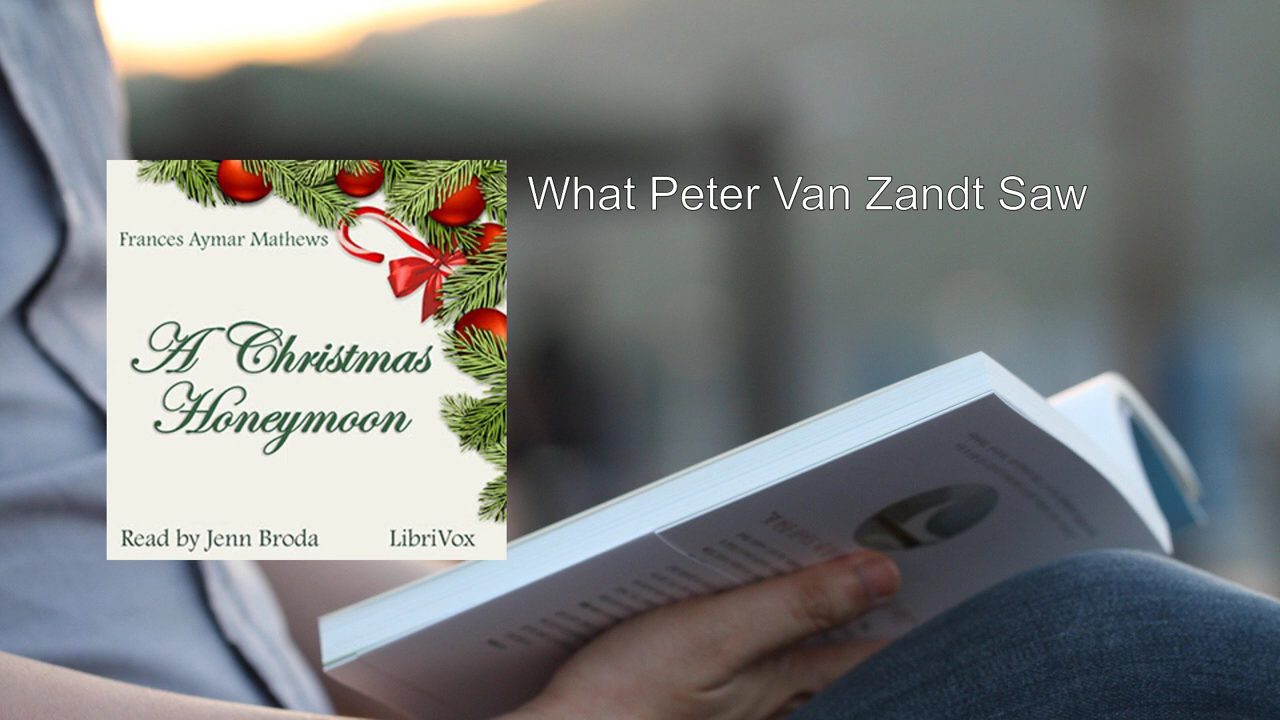 What Peter Van Zandt Saw
Frances Aymar Mathews
A Christmas
Honeymoon
Read by Jenn Broda
LibriVox